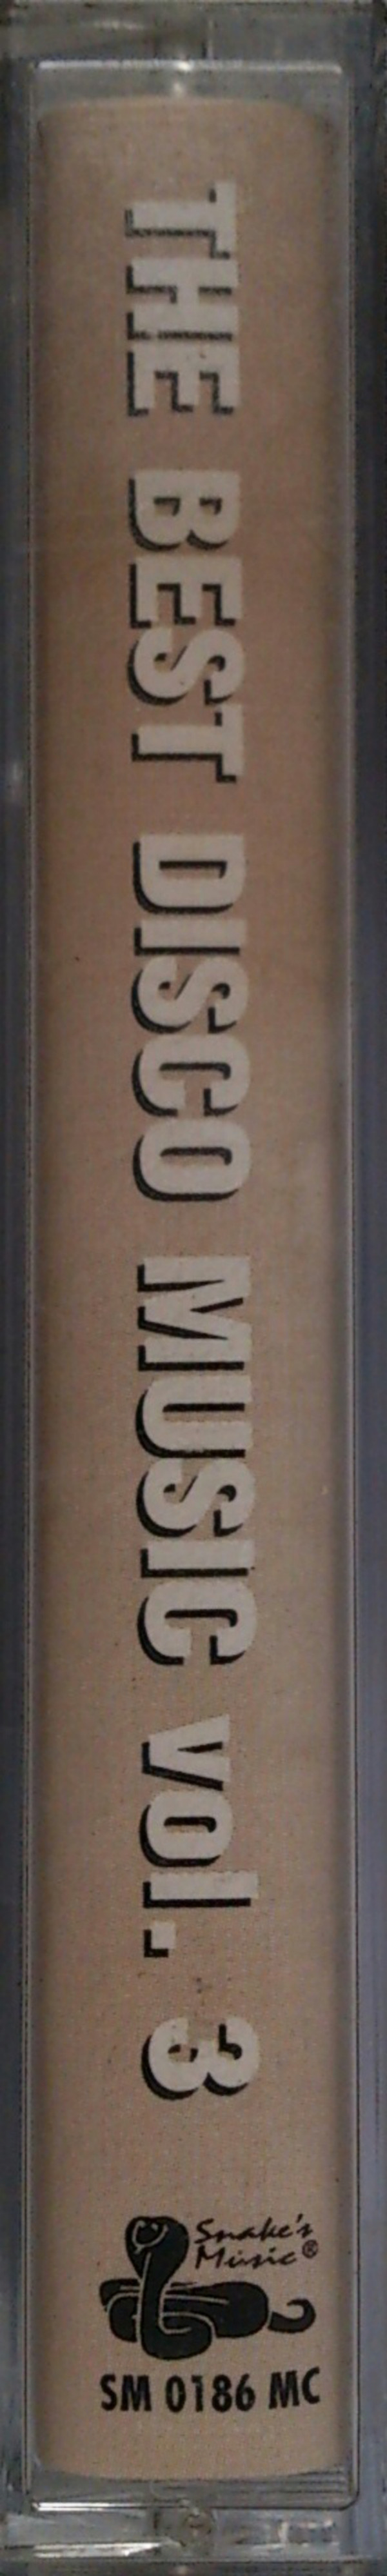 THE BEST DISCO MUSIC vol. 3
Snake's
Music®
SM 0186 MC